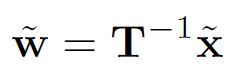 w̃ = T⁻¹x̃